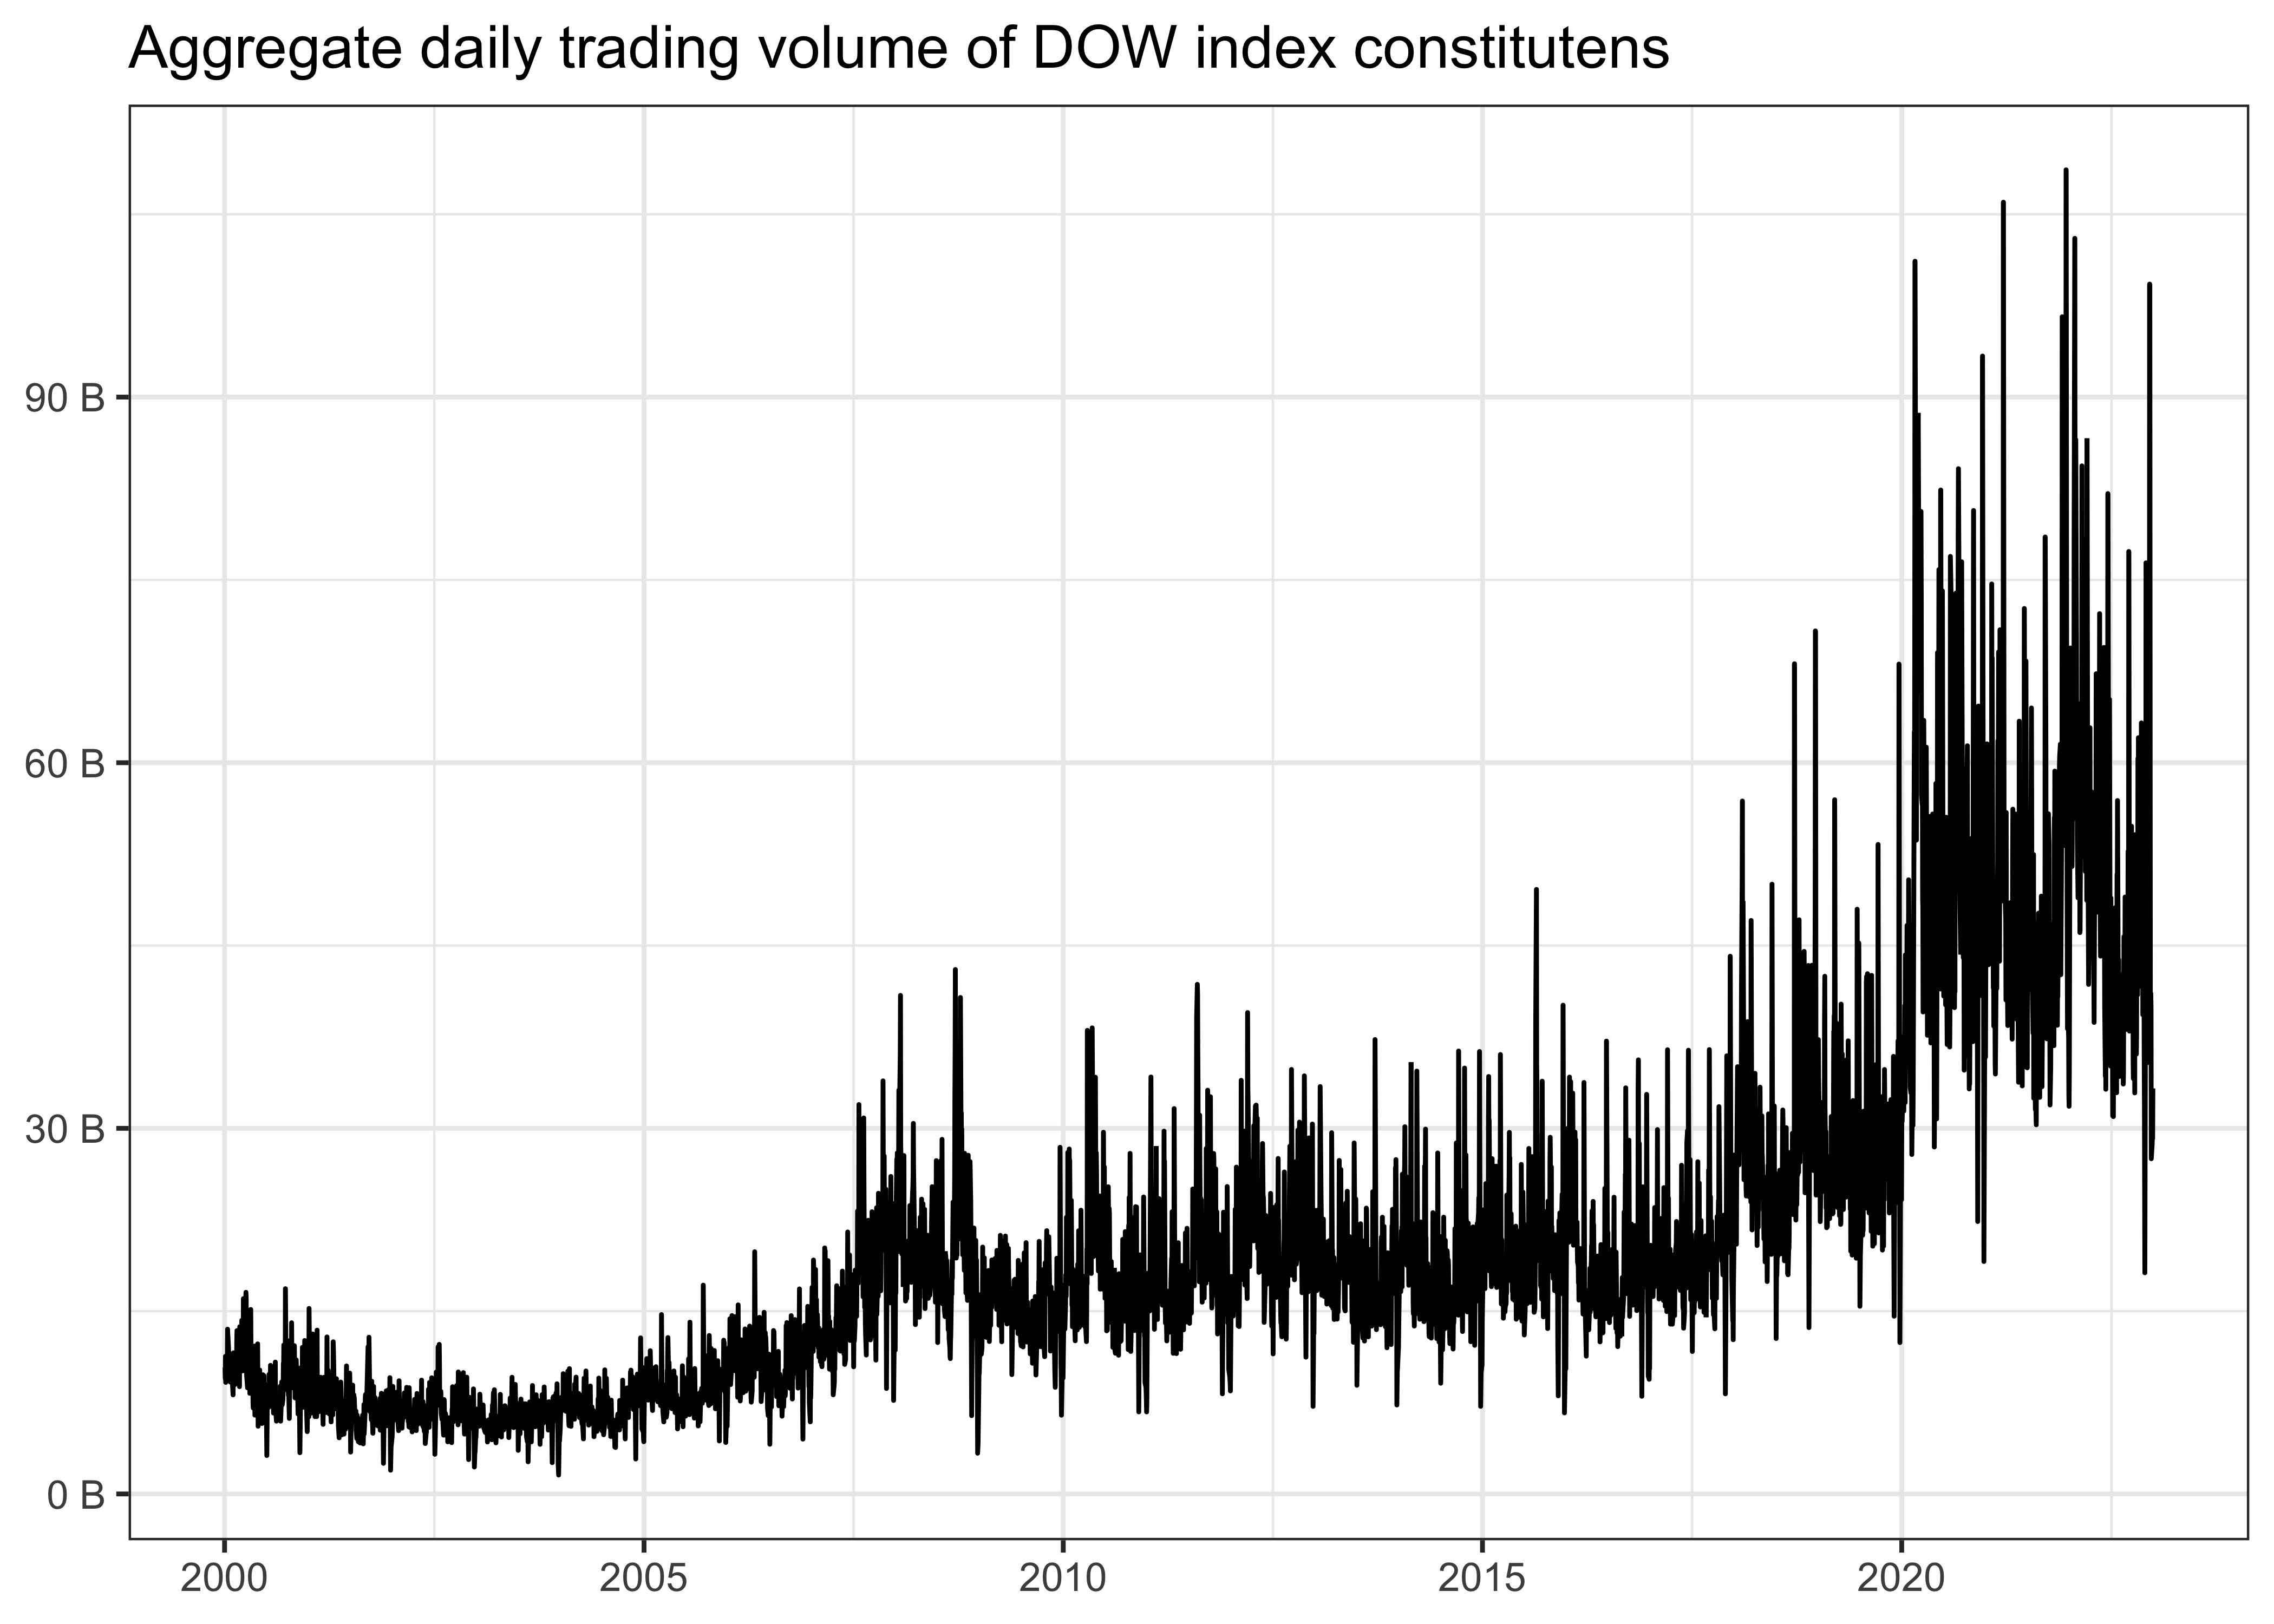 Aggregate daily trading volume of DOW index constitutens
90 B
60 B
30 B
0 B
2000 2005 2010 2015 2020